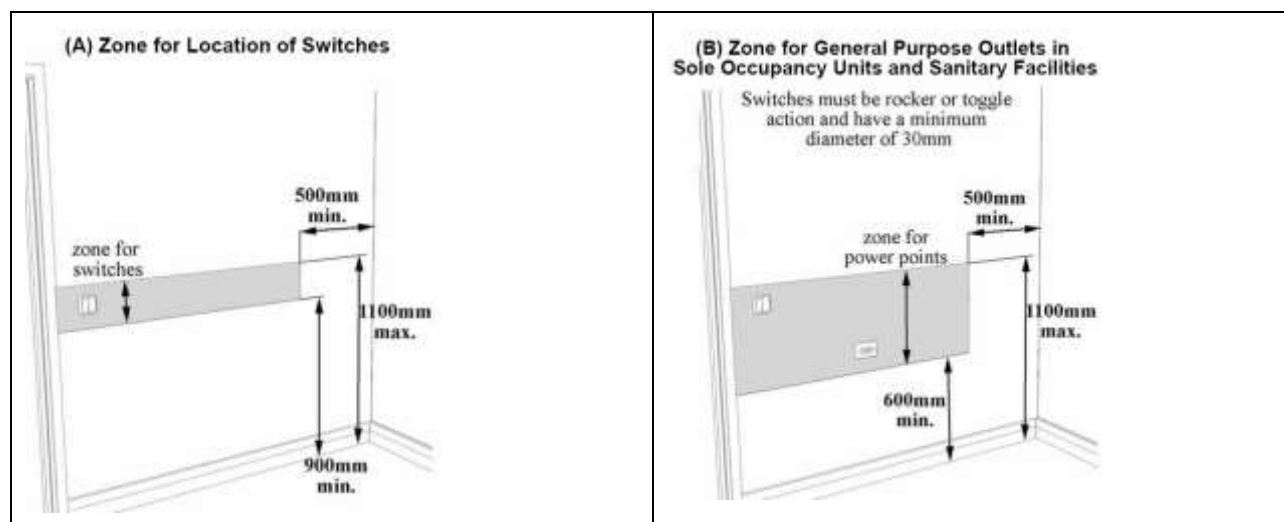 (A) Zone for Location of Switches
500mm
min.
zone for
switches
1100mm
max.
900mm
min.
(B) Zone for General Purpose Outlets in
Sole Occupancy Units and Sanitary Facilities
Switches must be rocker or toggle
action and have a minimum
diameter of 30mm
500mm
min.
zone for
power points
1100mm
max.
600mm
min.